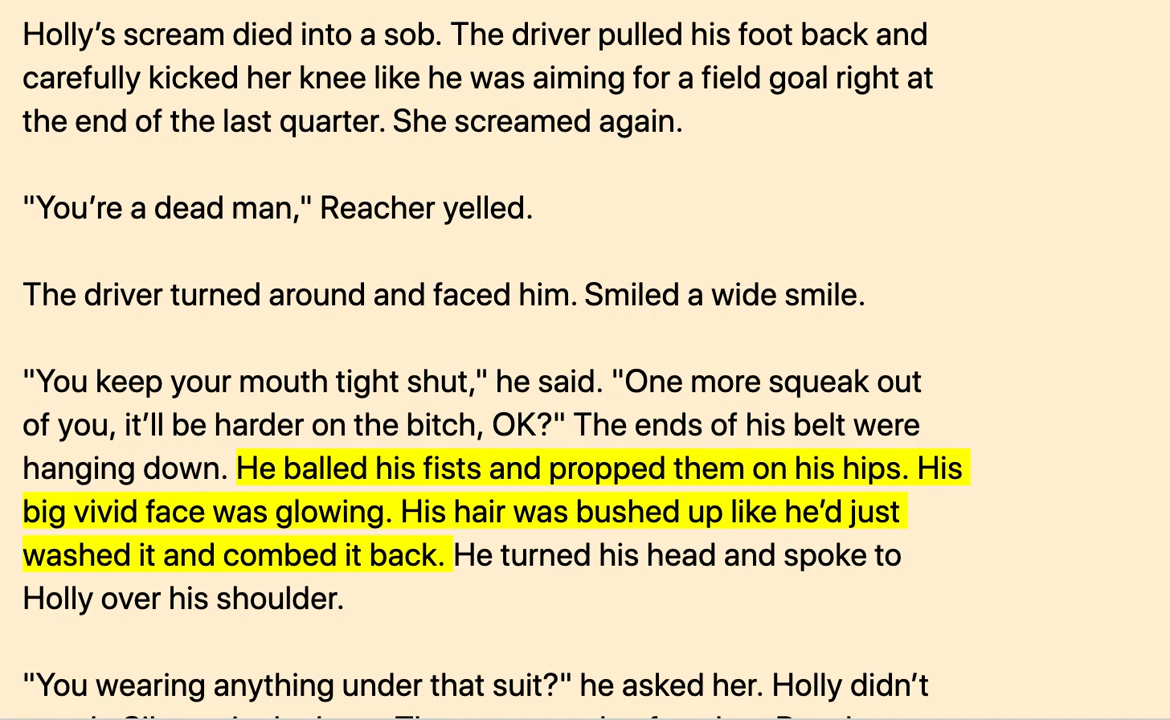 Holly’s scream died into a sob. The driver pulled his foot back and
carefully kicked her knee like he was aiming for a field goal right at
the end of the last quarter. She screamed again.
"You’re a dead man," Reacher yelled.
The driver turned around and faced him. Smiled a wide smile.
"You keep your mouth tight shut," he said. "One more squeak out
of you, it’ll be harder on the bitch, OK?" The ends of his belt were
hanging down. He balled his fists and propped them on his hips. His
big vivid face was glowing. His hair was bushed up like he’d just
washed it and combed it back. He turned his head and spoke to
Holly over his shoulder.
"You wearing anything under that suit?" he asked her. Holly didn’t